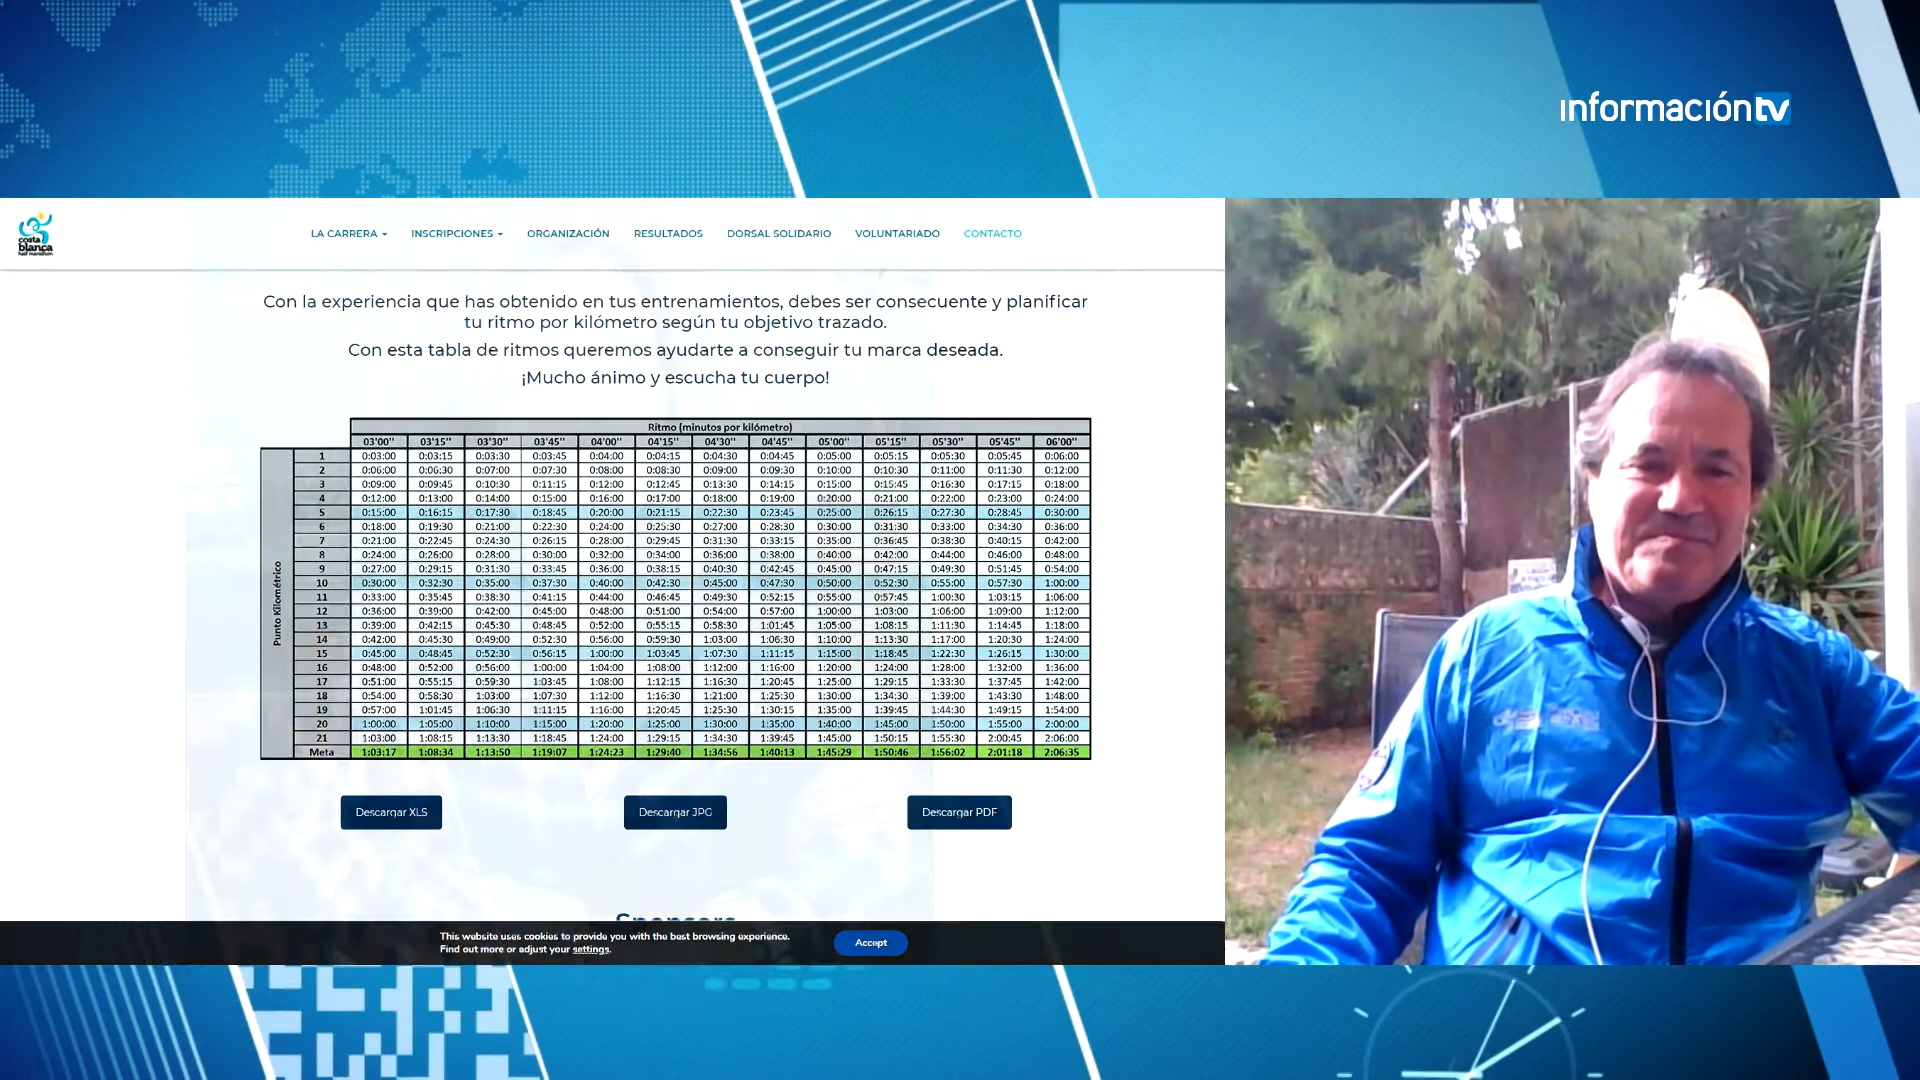 informacióntv
costa
blanca
half marathon
LA CARRERA
INSCRIPCIONES
ORGANIZACIÓN
RESULTADOS
DORSAL SOLIDARIO
VOLUNTARIADO
CONTACTO
Con la experiencia que has obtenido en tus entrenamientos, debes ser consecuente y planificar
tu ritmo por kilómetro según tu objetivo trazado.
Con esta tabla de ritmos queremos ayudarte a conseguir tu marca deseada.
¡Mucho ánimo y escucha tu cuerpo!
Ritmo (minutos por kilómetro)
03'00'' 03'15'' 03'30'' 03'45'' 04'00'' 04'15'' 04'30'' 04'45'' 05'00'' 05'15'' 05'30'' 05'45'' 06'00''
Punto Kilométrico
1 0:03:00 0:03:15 0:03:30 0:03:45 0:04:00 0:04:15 0:04:30 0:04:45 0:05:00 0:05:15 0:05:30 0:05:45 0:06:00
2 0:06:00 0:06:30 0:07:00 0:07:30 0:08:00 0:08:30 0:09:00 0:09:30 0:10:00 0:10:30 0:11:00 0:11:30 0:12:00
3 0:09:00 0:09:45 0:10:30 0:11:15 0:12:00 0:12:45 0:13:30 0:14:15 0:15:00 0:15:45 0:16:30 0:17:15 0:18:00
4 0:12:00 0:13:00 0:14:00 0:15:00 0:16:00 0:17:00 0:18:00 0:19:00 0:20:00 0:21:00 0:22:00 0:23:00 0:24:00
5 0:15:00 0:16:15 0:17:30 0:18:45 0:20:00 0:21:15 0:22:30 0:23:45 0:25:00 0:26:15 0:27:30 0:28:45 0:30:00
6 0:18:00 0:19:30 0:21:00 0:22:30 0:24:00 0:25:30 0:27:00 0:28:30 0:30:00 0:31:30 0:33:00 0:34:30 0:36:00
7 0:21:00 0:22:45 0:24:30 0:26:15 0:28:00 0:29:45 0:31:30 0:33:15 0:35:00 0:36:45 0:38:30 0:40:15 0:42:00
8 0:24:00 0:26:00 0:28:00 0:30:00 0:32:00 0:34:00 0:36:00 0:38:00 0:40:00 0:42:00 0:44:00 0:46:00 0:48:00
9 0:27:00 0:29:15 0:31:30 0:33:45 0:36:00 0:38:15 0:40:30 0:42:45 0:45:00 0:47:15 0:49:30 0:51:45 0:54:00
10 0:30:00 0:32:30 0:35:00 0:37:30 0:40:00 0:42:30 0:45:00 0:47:30 0:50:00 0:52:30 0:55:00 0:57:30 1:00:00
11 0:33:00 0:35:45 0:38:30 0:41:15 0:44:00 0:46:45 0:49:30 0:52:15 0:55:00 0:57:45 1:00:30 1:03:15 1:06:00
12 0:36:00 0:39:00 0:42:00 0:45:00 0:48:00 0:51:00 0:54:00 0:57:00 1:00:00 1:03:00 1:06:00 1:09:00 1:12:00
13 0:39:00 0:42:15 0:45:30 0:48:45 0:52:00 0:55:15 0:58:30 1:01:45 1:05:00 1:08:15 1:11:30 1:14:45 1:18:00
14 0:42:00 0:45:30 0:49:00 0:52:30 0:56:00 0:59:30 1:03:00 1:06:30 1:10:00 1:13:30 1:17:00 1:20:30 1:24:00
15 0:45:00 0:48:45 0:52:30 0:56:15 1:00:00 1:03:45 1:07:30 1:11:15 1:15:00 1:18:45 1:22:30 1:26:15 1:30:00
16 0:48:00 0:52:00 0:56:00 1:00:00 1:04:00 1:08:00 1:12:00 1:16:00 1:20:00 1:24:00 1:28:00 1:32:00 1:36:00
17 0:51:00 0:55:15 0:59:30 1:03:45 1:08:00 1:12:15 1:16:30 1:20:45 1:25:00 1:29:15 1:33:30 1:37:45 1:42:00
18 0:54:00 0:58:30 1:03:00 1:07:30 1:12:00 1:16:30 1:21:00 1:25:30 1:30:00 1:34:30 1:39:00 1:43:30 1:48:00
19 0:57:00 1:01:45 1:06:30 1:11:15 1:16:00 1:20:45 1:25:30 1:30:15 1:35:00 1:39:45 1:44:30 1:49:15 1:54:00
20 1:00:00 1:05:00 1:10:00 1:15:00 1:20:00 1:25:00 1:30:00 1:35:00 1:40:00 1:45:00 1:50:00 1:55:00 2:00:00
21 1:03:00 1:08:15 1:13:30 1:18:45 1:24:00 1:29:15 1:34:30 1:39:45 1:45:00 1:50:15 1:55:30 2:00:45 2:06:00
Meta 1:03:17 1:08:34 1:13:50 1:19:07 1:24:23 1:29:40 1:34:56 1:40:13 1:45:29 1:50:46 1:56:02 2:01:18 2:06:35
Descargar XLS
Descargar JPG
Descargar PDF
Sponsors
This website uses cookies to provide you with the best browsing experience.
Find out more or adjust your settings.
Accept